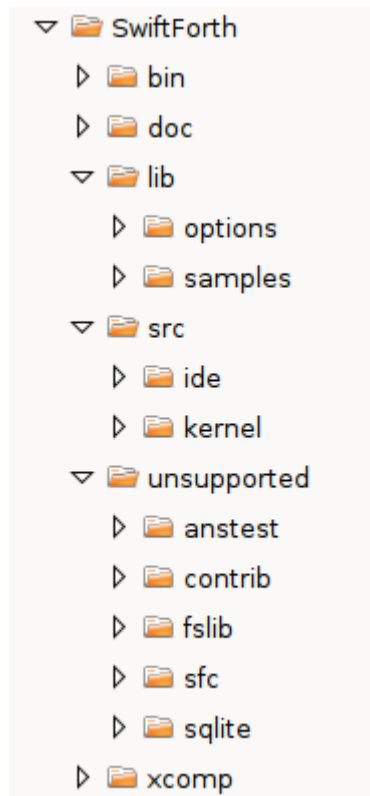 SwiftForth
bin
doc
lib
options
samples
src
ide
kernel
unsupported
anstest
contrib
fslib
sfc
sqlite
xcomp